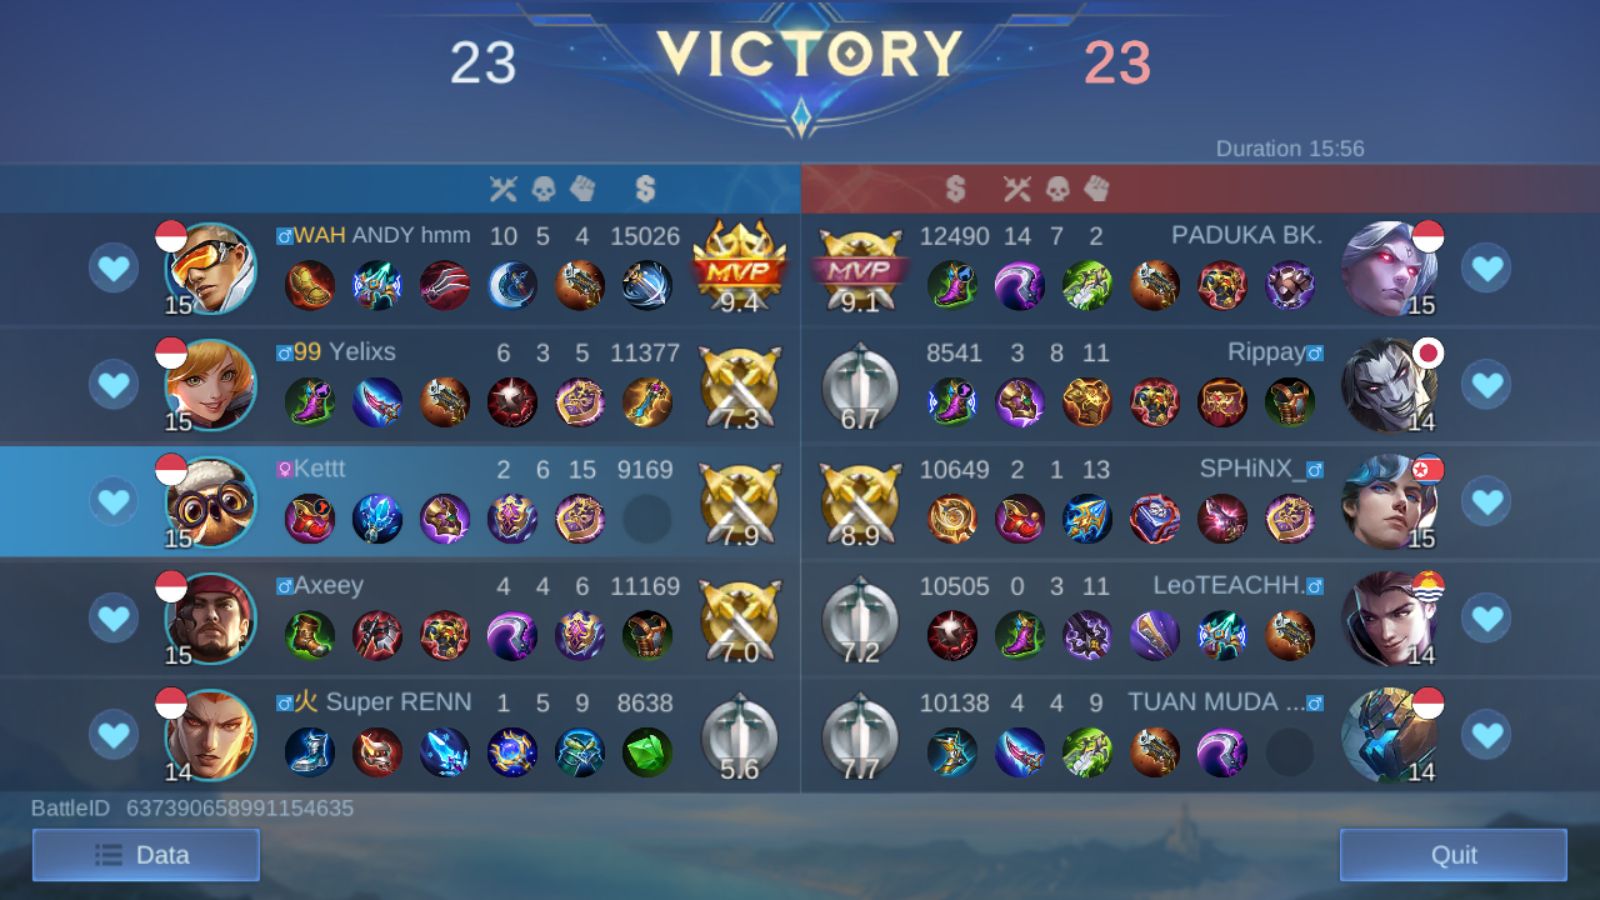 23 VICTORY 23
Duration 15:56
WAH ANDY hmm 10 5 4 15026 MVP 9.4 15
MVP 9.1 12490 14 7 2 PADUKA BK. 15
99 Yelixs 6 3 5 11377 7.3 15
6.7 8541 3 8 11 Rippay 14
Kettt 2 6 15 9169 7.9 15
8.9 10649 2 1 13 SPHiNX_ 15
Axeey 4 4 6 11169 7.0 15
7.2 10505 0 3 11 LeoTEACHH. 14
火 Super RENN 1 5 9 8638 5.6 14
7.7 10138 4 4 9 TUAN MUDA ... 14
BattleID 637390658991154635
Data
Quit